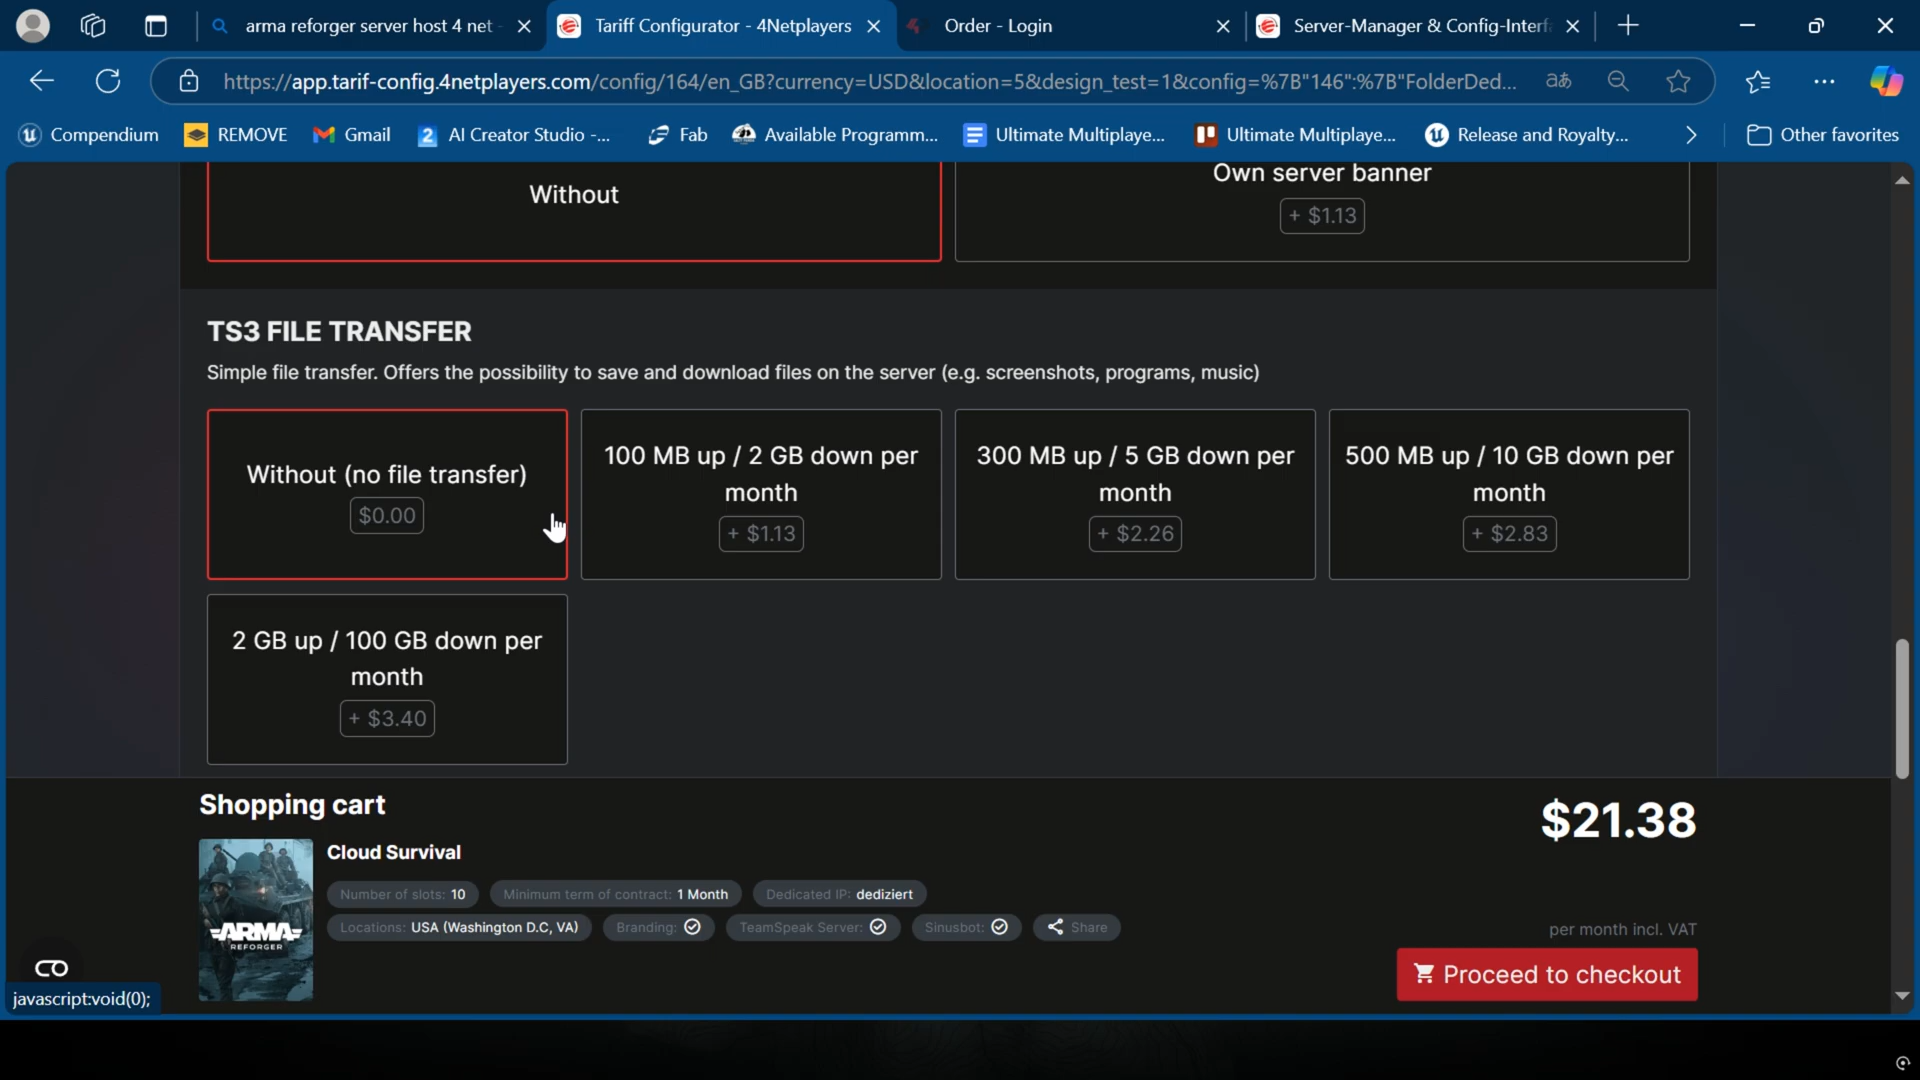 arma reforger server host 4 net
Tariff Configurator - 4Netplayers
Order - Login
Server-Manager & Config-Interf
https://app.tarif-config.4netplayers.com/config/164/en_GB?currency=USD&location=5&design_test=1&config=%7B"146":%7B"FolderDed...
Compendium
REMOVE
Gmail
AI Creator Studio -...
Fab
Available Programm...
Ultimate Multiplaye...
Ultimate Multiplaye...
Release and Royalty...
Other favorites
Without
Own server banner
+ $1.13
TS3 FILE TRANSFER
Simple file transfer. Offers the possibility to save and download files on the server (e.g. screenshots, programs, music)
Without (no file transfer)
$0.00
100 MB up / 2 GB down per
month
+ $1.13
300 MB up / 5 GB down per
month
+ $2.26
500 MB up / 10 GB down per
month
+ $2.83
2 GB up / 100 GB down per
month
+ $3.40
Shopping cart
$21.38
ARMA
REFORGER
Cloud Survival
Number of slots: 10
Minimum term of contract: 1 Month
Dedicated IP: dediziert
Locations: USA (Washington D.C, VA)
Branding:
TeamSpeak Server:
Sinusbot:
Share
per month incl. VAT
Proceed to checkout
javascript:void(0);